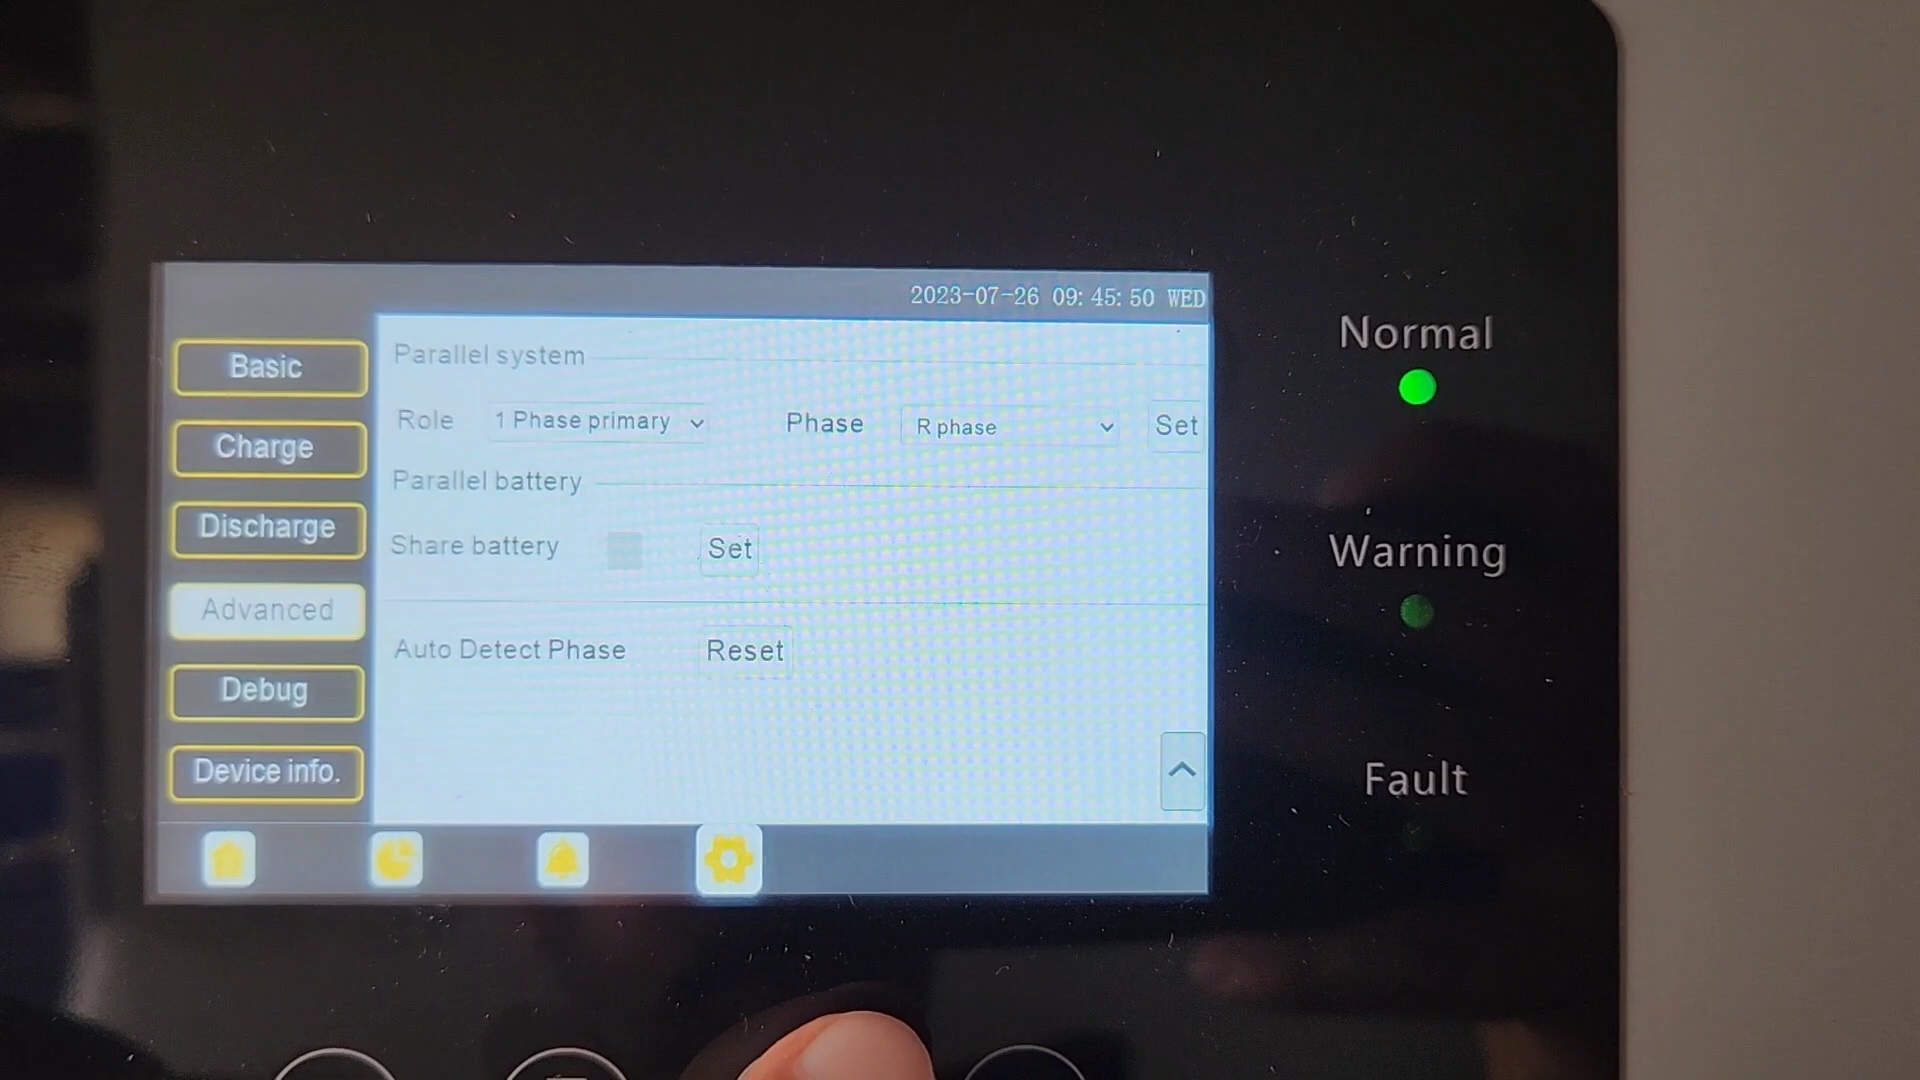 2023-07-26 09:45:50 WED
Basic
Charge
Discharge
Advanced
Debug
Device info.
Parallel system
Role 1 Phase primary Phase R phase Set
Parallel battery
Share battery Set
Auto Detect Phase Reset
Normal
Warning
Fault